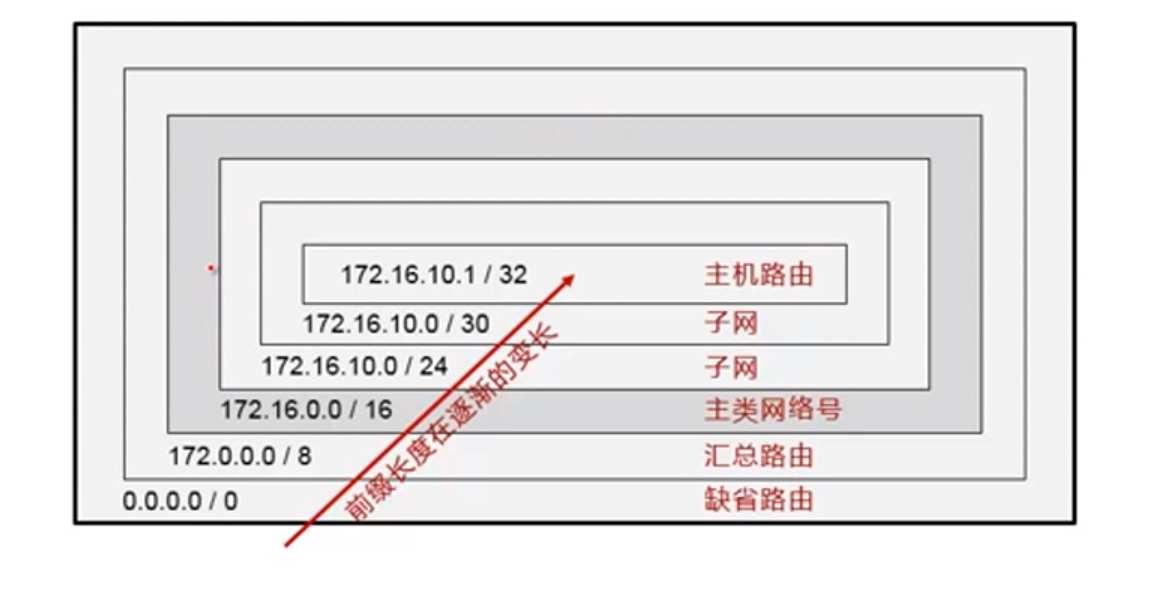 172.16.10.1 / 32 主机路由
172.16.10.0 / 30 子网
172.16.10.0 / 24 子网
172.16.0.0 / 16 主类网络号
172.0.0.0 / 8 汇总路由
0.0.0.0 / 0 缺省路由
前缀长度在逐渐的变长